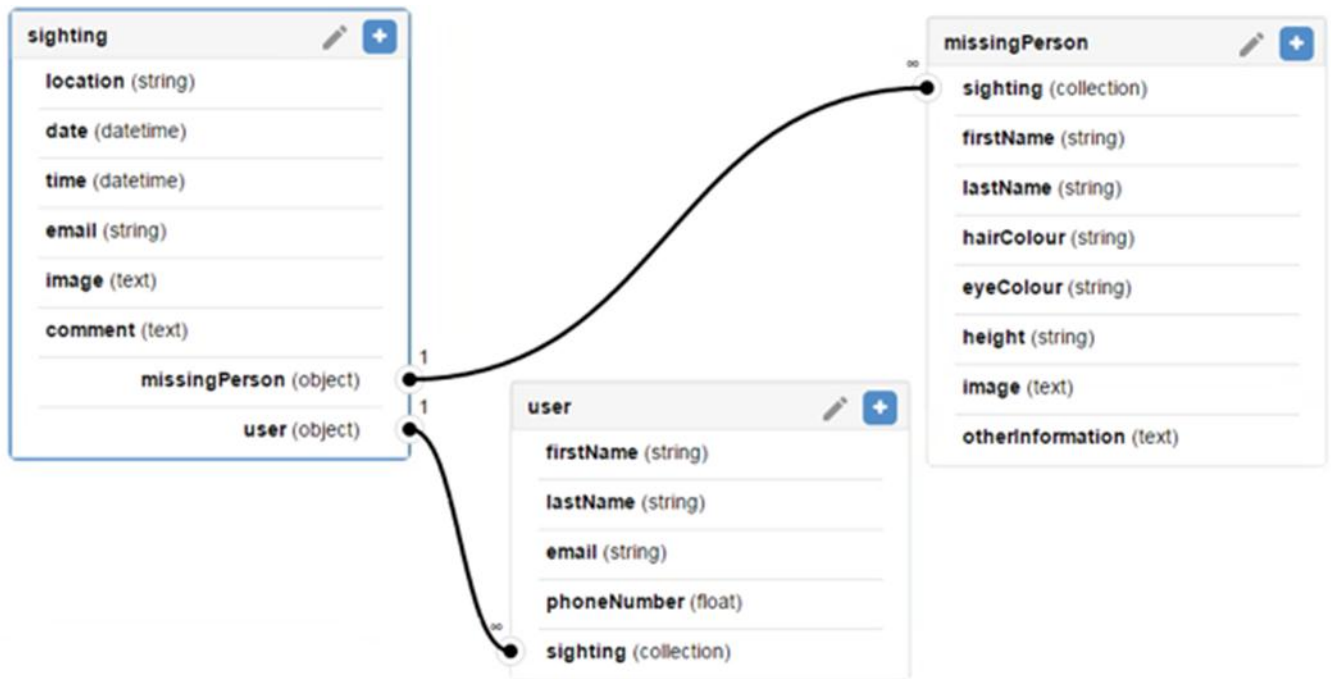 sighting
location (string)
date (datetime)
time (datetime)
email (string)
image (text)
comment (text)
1
missingPerson (object)
1
user (object)
user
firstName (string)
lastName (string)
email (string)
phoneNumber (float)
∞
sighting (collection)
missingPerson
∞
sighting (collection)
firstName (string)
lastName (string)
hairColour (string)
eyeColour (string)
height (string)
image (text)
otherInformation (text)